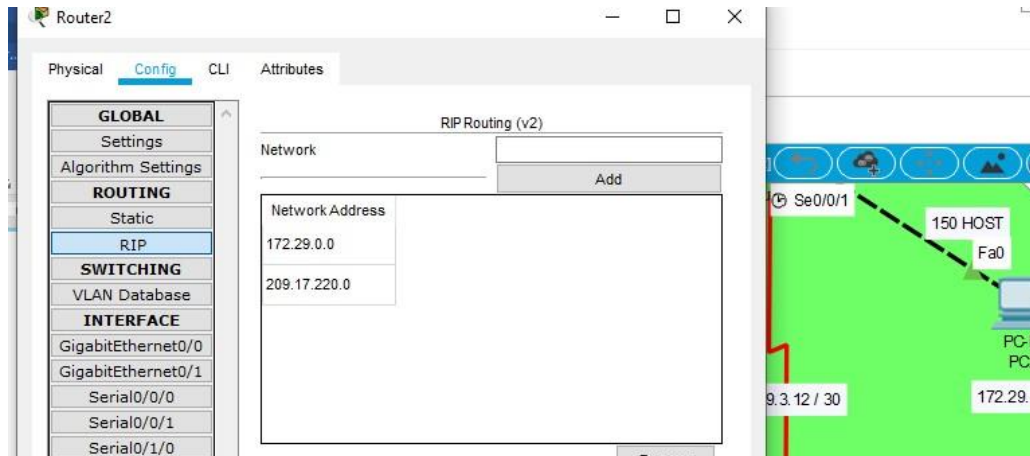 Router2
Physical Config CLI Attributes
GLOBAL
Settings
Algorithm Settings
ROUTING
Static
RIP
SWITCHING
VLAN Database
INTERFACE
GigabitEthernet0/0
GigabitEthernet0/1
Serial0/0/0
Serial0/0/1
Serial0/1/0
RIP Routing (v2)
Network
Add
Network Address
172.29.0.0
209.17.220.0
Se0/0/1
150 HOST
Fa0
PC-
PC
9.3.12 / 30
172.29.